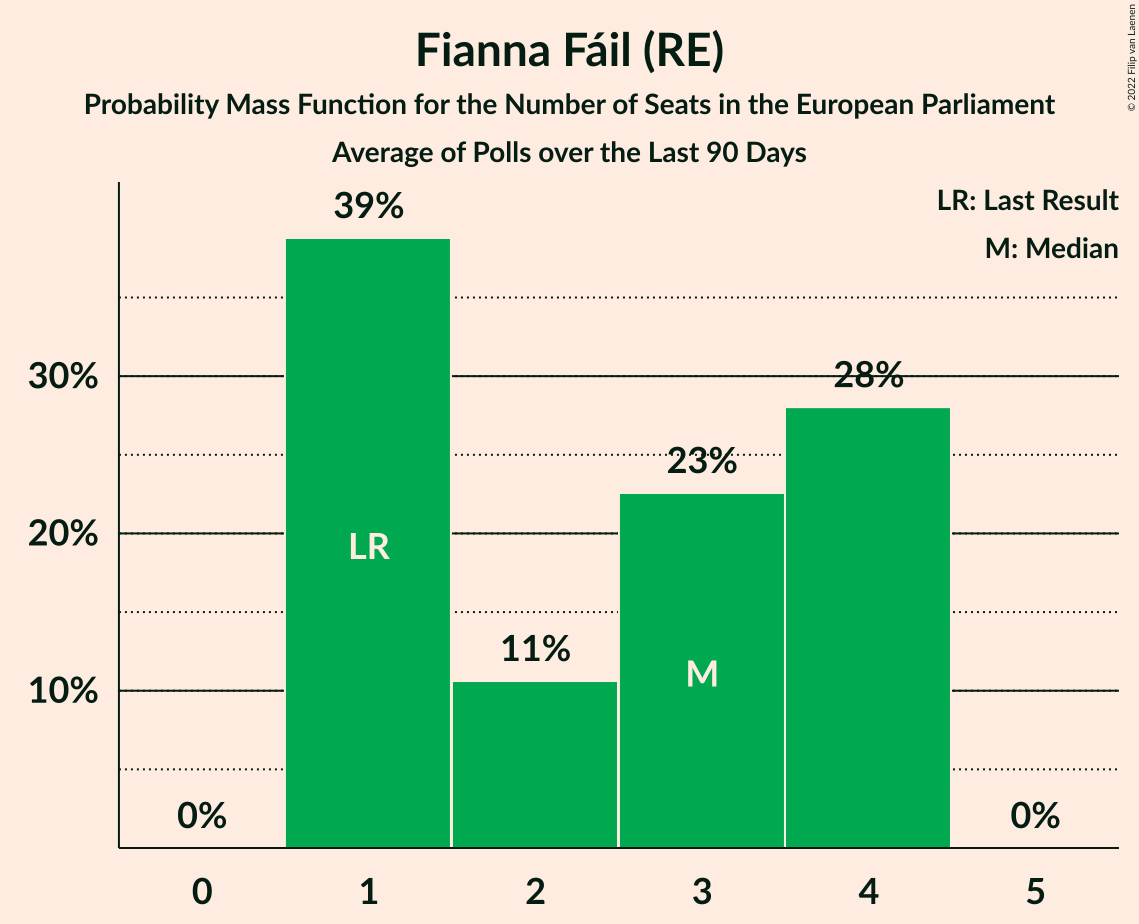 Fianna Fáil (RE)
Probability Mass Function for the Number of Seats in the European Parliament
Average of Polls over the Last 90 Days
© 2022 Filip van Laenen
LR: Last Result
M: Median
39%
30%
28%
23%
20%
LR
11%
M
10%
0%
0%
0 1 2 3 4 5